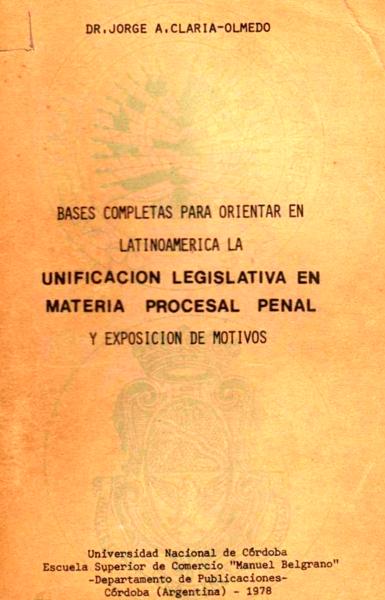 DR.JORGE A.CLARIA-OLMEDO
BASES COMPLETAS PARA ORIENTAR EN
LATINOAMERICA LA
UNIFICACION LEGISLATIVA EN
MATERIA PROCESAL PENAL
Y EXPOSICION DE MOTIVOS
Universidad Nacional de Córdoba
Escuela Superior de Comercio "Manuel Belgrano"
-Departamento de Publicaciones-
Córdoba (Argentina) - 1978